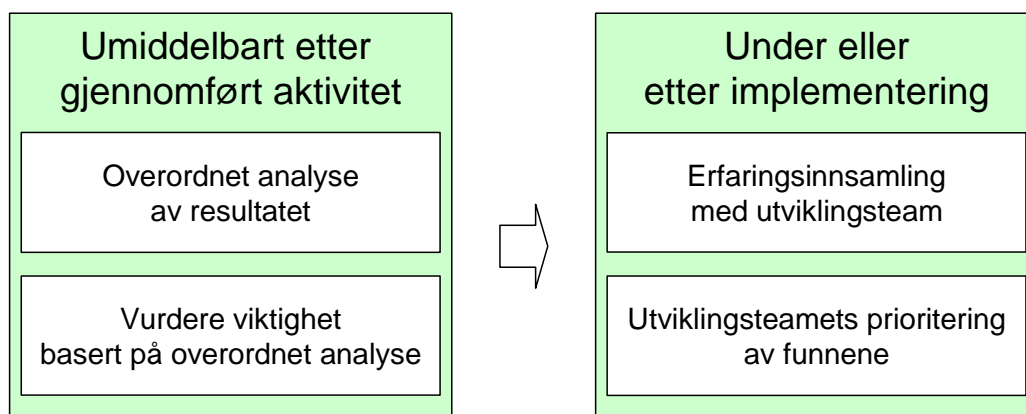 Umiddelbart etter
gjennomført aktivitet
Overordnet analyse
av resultatet
Vurdere viktighet
basert på overordnet analyse
Under eller
etter implementering
Erfaringsinnsamling
med utviklingsteam
Utviklingsteamets prioritering
av funnene